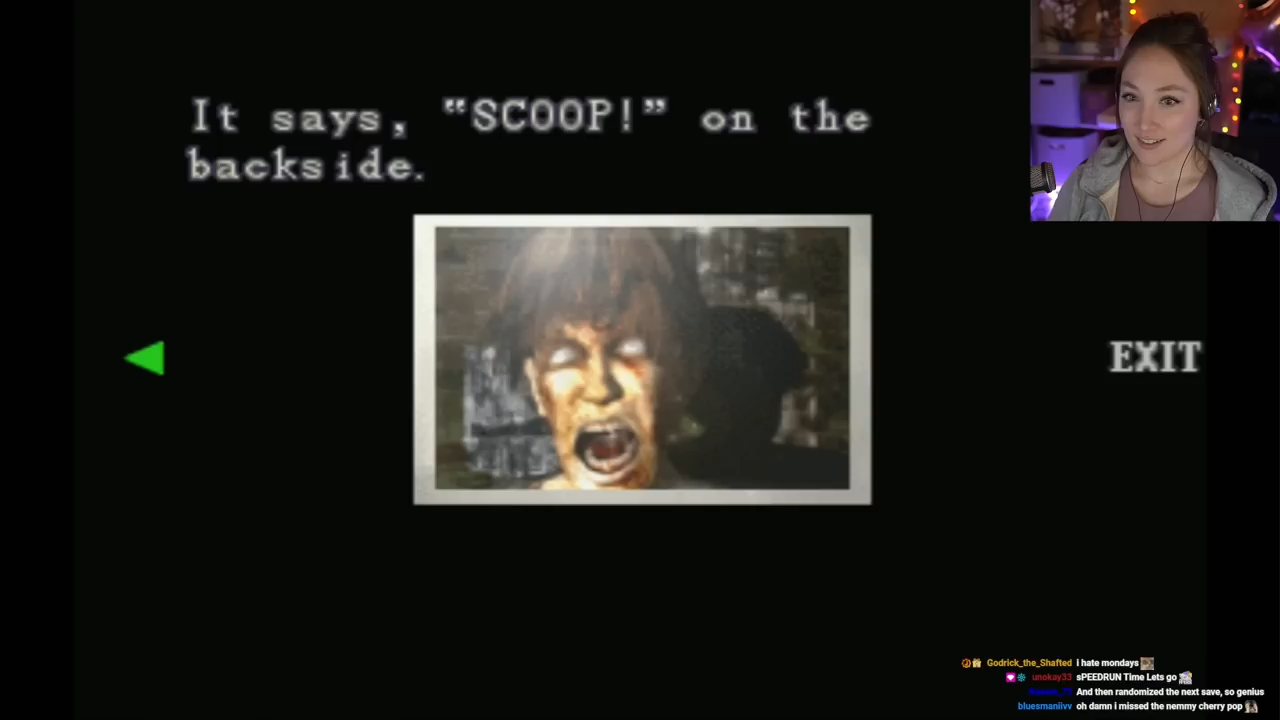 It says, “SCOOP!” on the
backside.
EXIT
Godrick_the_Shafted i hate mondays
unokay33 sPEEDRUN Time Lets go
And then randomized the next save, so genius
bluesmaniivv oh damn i missed the nemmy cherry pop